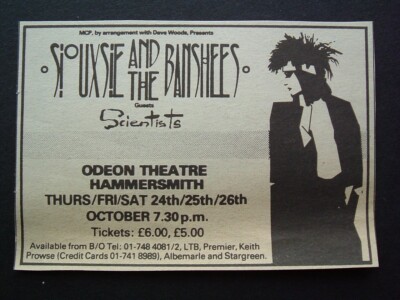 MCP, by arrangement with Dave Woods, Presents
SIOUXSIE AND THE BANSHEES
Guests
Scientists
ODEON THEATRE
HAMMERSMITH
THURS/FRI/SAT 24th/25th/26th
OCTOBER 7.30 p.m.
Tickets: £6.00, £5.00
Available from B/O Tel: 01-748 4081/2, LTB, Premier, Keith
Prowse (Credit Cards 01-741 8989), Albemarle and Stargreen.